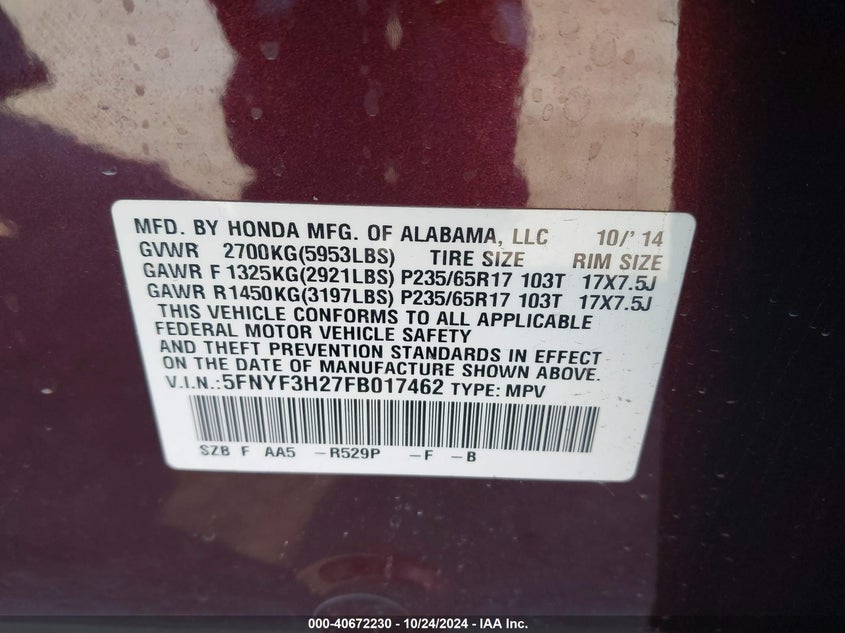 MFD. BY HONDA MFG. OF ALABAMA, LLC 10/' 14
GVWR 2700KG(5953LBS) TIRE SIZE RIM SIZE
GAWR F 1325KG(2921LBS) P235/65R17 103T 17X7.5J
GAWR R1450KG(3197LBS) P235/65R17 103T 17X7.5J
THIS VEHICLE CONFORMS TO ALL APPLICABLE
FEDERAL MOTOR VEHICLE SAFETY
AND THEFT PREVENTION STANDARDS IN EFFECT
ON THE DATE OF MANUFACTURE SHOWN ABOVE.
V.I.N.:5FNYF3H27FB017462 TYPE: MPV
SZB F AA5 -R529P -F -B
000-40672230 - 10/24/2024 - IAA Inc.